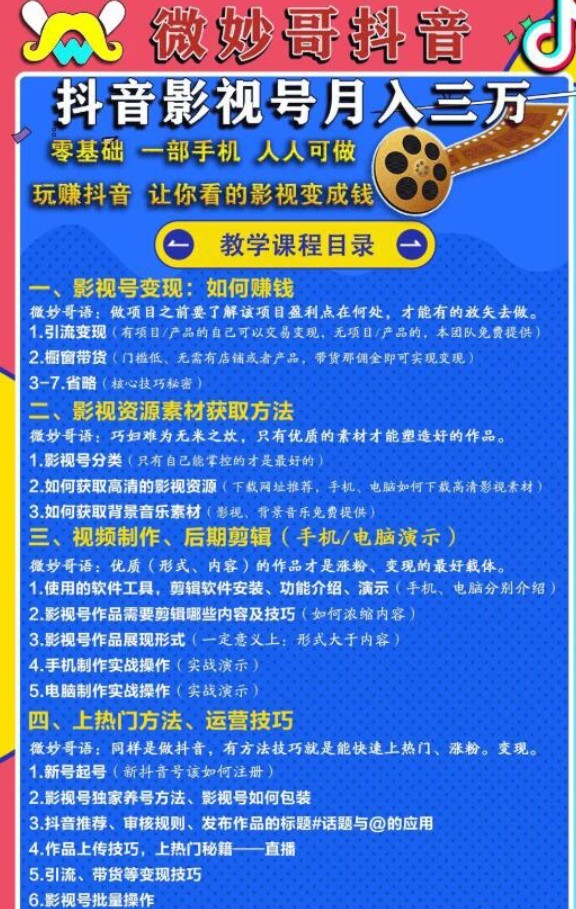 微妙哥抖音
抖音影视号月入三万
零基础 一部手机 人人可做
玩赚抖音 让你看的影视变成钱
教学课程目录
一、影视号变现：如何赚钱
微妙哥语：做项目之前要了解该项目盈利点在何处，才能有的放矢去做。
1.引流变现（有项目/产品的自己可以交易变现，无项目/产品的，本团队免费提供）
2.橱窗带货（门槛低、无需有店铺或者产品，带货那佣金即可实现变现）
3-7.省略（核心技巧秘密）
二、影视资源素材获取方法
微妙哥语：巧妇难为无米之炊，只有优质的素材才能塑造好的作品。
1.影视号分类（只有自己能掌控的才是最好的）
2.如何获取高清的影视资源（下载网址推荐，手机、电脑如何下载高清影视素材）
3.如何获取背景音乐素材（影视、背景音乐免费提供）
三、视频制作、后期剪辑（手机/电脑演示）
微妙哥语：优质（形式、内容）的作品才是涨粉、变现的最好载体。
1.使用的软件工具，剪辑软件安装、功能介绍、演示（手机、电脑分别介绍）
2.影视号作品需要剪辑哪些内容及技巧（如何浓缩内容）
3.影视号作品展现形式（一定意义上：形式大于内容）
4.手机制作实战操作（实战演示）
5.电脑制作实战操作（实战演示）
四、上热门方法、运营技巧
微妙哥语：同样是做抖音，有方法技巧就是能快速上热门、涨粉。变现。
1.新号起号（新抖音号该如何注册）
2.影视号独家养号方法、影视号如何包装
3.抖音推荐、审核规则、发布作品的标题#话题与@的应用
4.作品上传技巧，上热门秘籍——直播
5.引流、带货等变现技巧
6.影视号批量操作